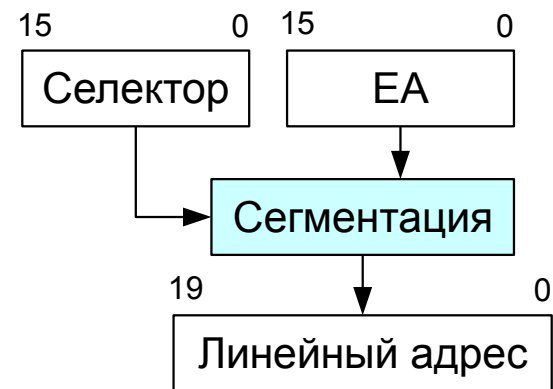 15 0 15 0
Селектор EA
Сегментация
19 0
Линейный адрес